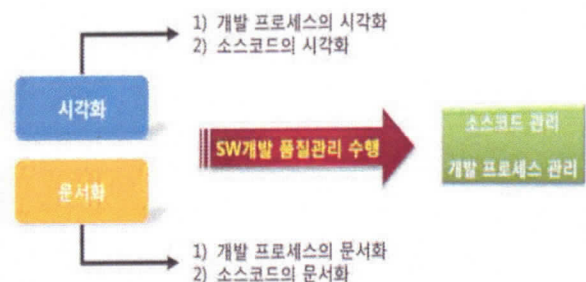 1) 개발 프로세스의 시각화
2) 소스코드의 시각화
시각화
SW개발 품질관리 수행
소스코드 관리
개발 프로세스 관리
문서화
1) 개발 프로세스의 문서화
2) 소스코드의 문서화